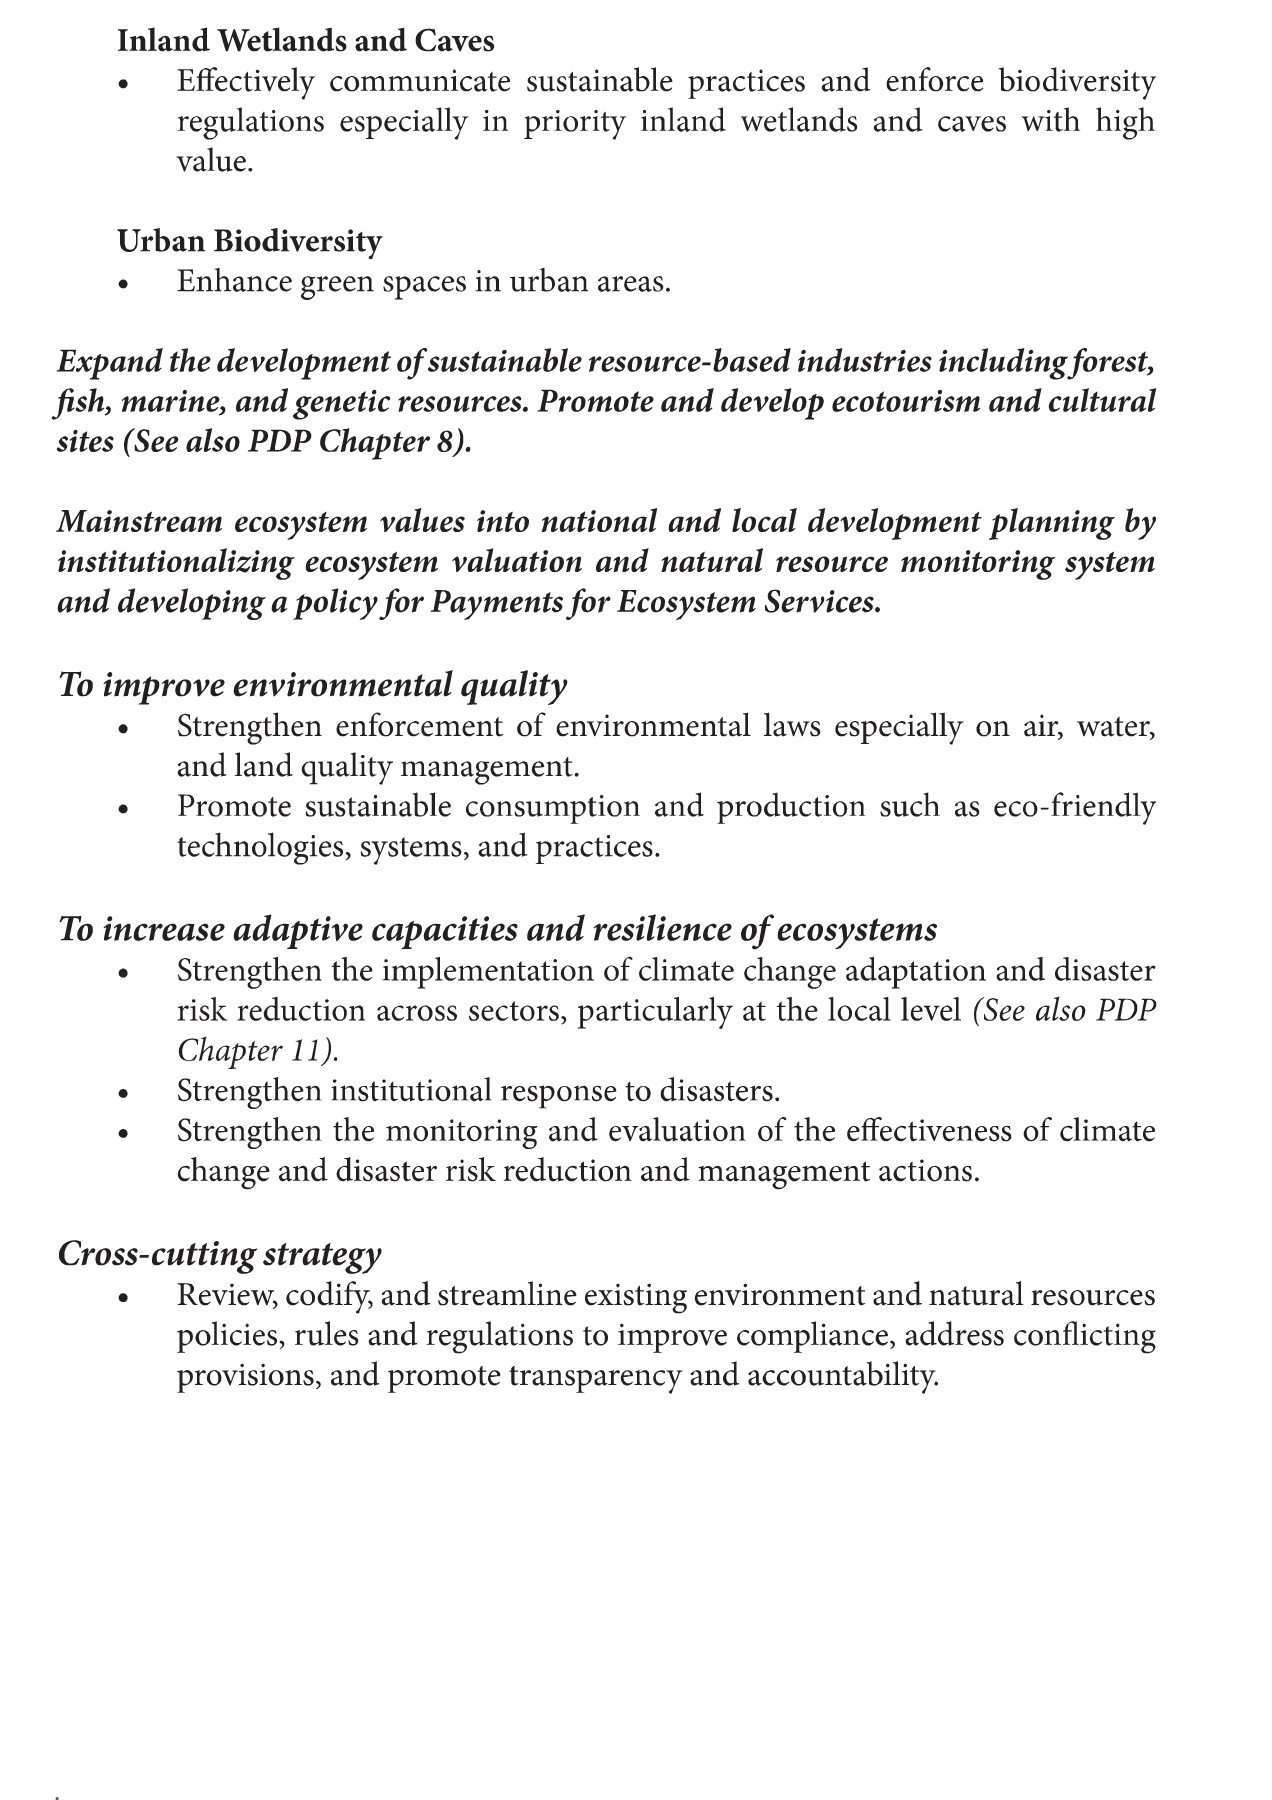 Inland Wetlands and Caves
• Effectively communicate sustainable practices and enforce biodiversity
regulations especially in priority inland wetlands and caves with high
value.
Urban Biodiversity
• Enhance green spaces in urban areas.
Expand the development of sustainable resource-based industries including forest,
fish, marine, and genetic resources. Promote and develop ecotourism and cultural
sites (See also PDP Chapter 8).
Mainstream ecosystem values into national and local development planning by
institutionalizing ecosystem valuation and natural resource monitoring system
and developing a policy for Payments for Ecosystem Services.
To improve environmental quality
• Strengthen enforcement of environmental laws especially on air, water,
and land quality management.
• Promote sustainable consumption and production such as eco-friendly
technologies, systems, and practices.
To increase adaptive capacities and resilience of ecosystems
• Strengthen the implementation of climate change adaptation and disaster
risk reduction across sectors, particularly at the local level (See also PDP
Chapter 11).
• Strengthen institutional response to disasters.
• Strengthen the monitoring and evaluation of the effectiveness of climate
change and disaster risk reduction and management actions.
Cross-cutting strategy
• Review, codify, and streamline existing environment and natural resources
policies, rules and regulations to improve compliance, address conflicting
provisions, and promote transparency and accountability.